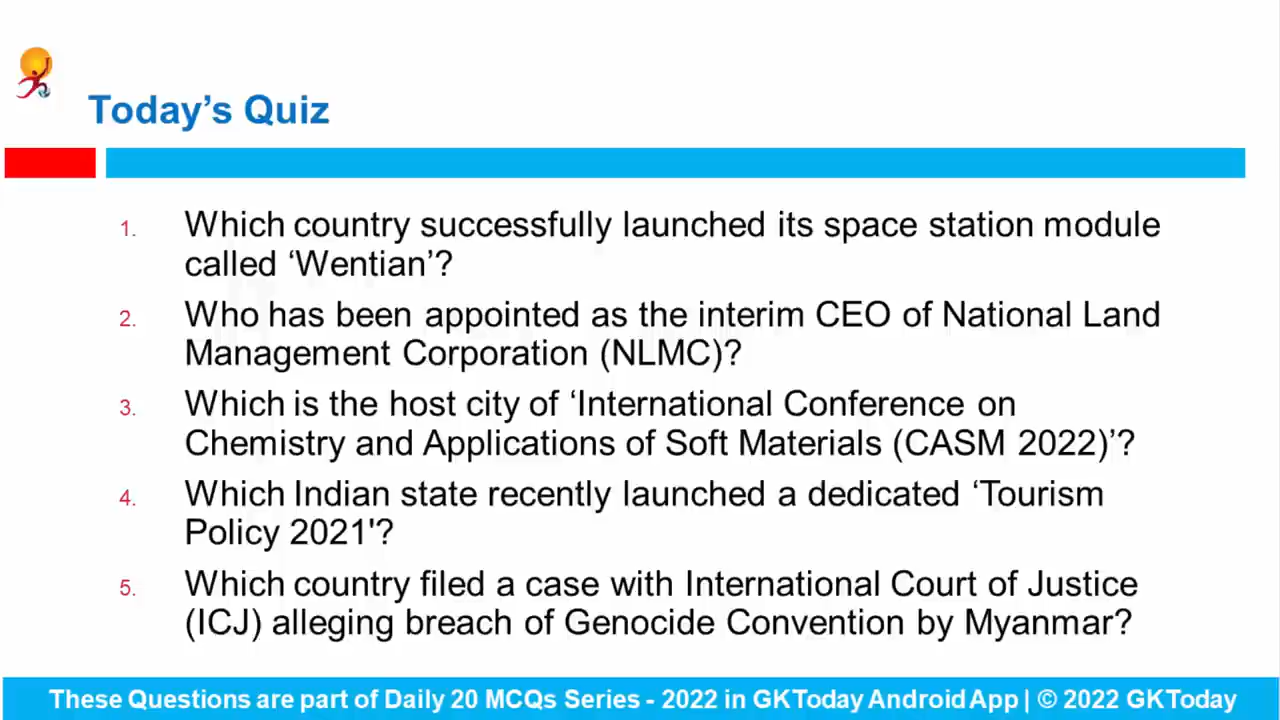 Today’s Quiz
1. Which country successfully launched its space station module
called ‘Wentian’?
2. Who has been appointed as the interim CEO of National Land
Management Corporation (NLMC)?
3. Which is the host city of ‘International Conference on
Chemistry and Applications of Soft Materials (CASM 2022)’?
4. Which Indian state recently launched a dedicated ‘Tourism
Policy 2021'?
5. Which country filed a case with International Court of Justice
(ICJ) alleging breach of Genocide Convention by Myanmar?
These Questions are part of Daily 20 MCQs Series - 2022 in GKToday Android App | © 2022 GKToday